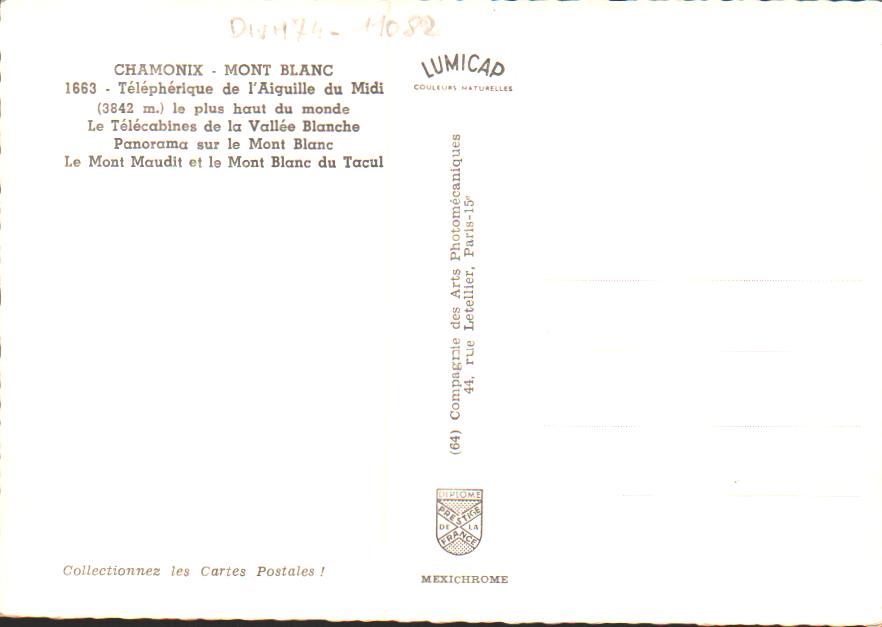 CHAMONIX - MONT BLANC
1663 - Téléphérique de l'Aiguille du Midi
(3842 m.) le plus haut du monde
Le Télécabines de la Vallée Blanche
Panorama sur le Mont Blanc
Le Mont Maudit et le Mont Blanc du Tacul
LUMICAP
COULEURS NATURELLES
(64) Compagnie des Arts Photomécaniques
44, rue Letellier, Paris-15e
DIPLOME
PRESTIGE
DE LA
FRANCE
MEXICHROME
Collectionnez les Cartes Postales !